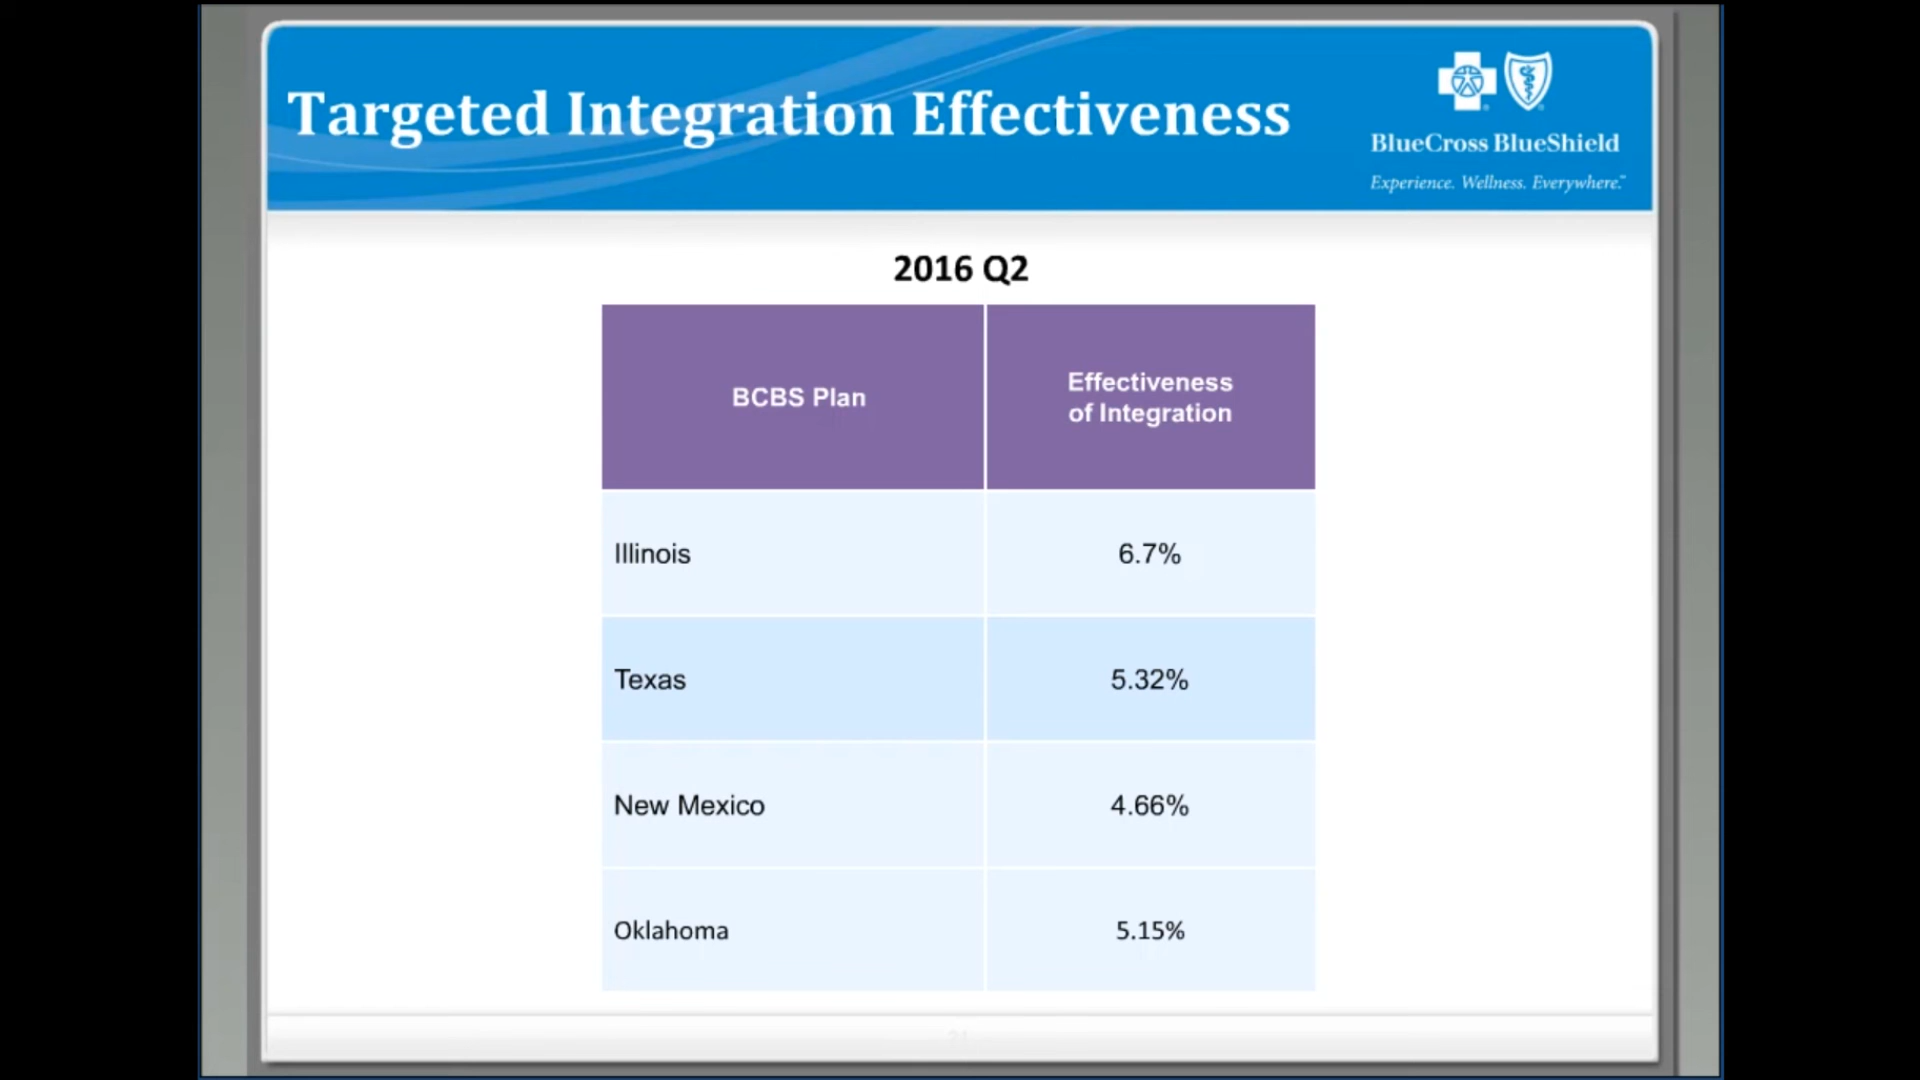 Targeted Integration Effectiveness
BlueCross BlueShield
Experience. Wellness. Everywhere.™
2016 Q2
BCBS Plan
Effectiveness
of Integration
Illinois
6.7%
Texas
5.32%
New Mexico
4.66%
Oklahoma
5.15%